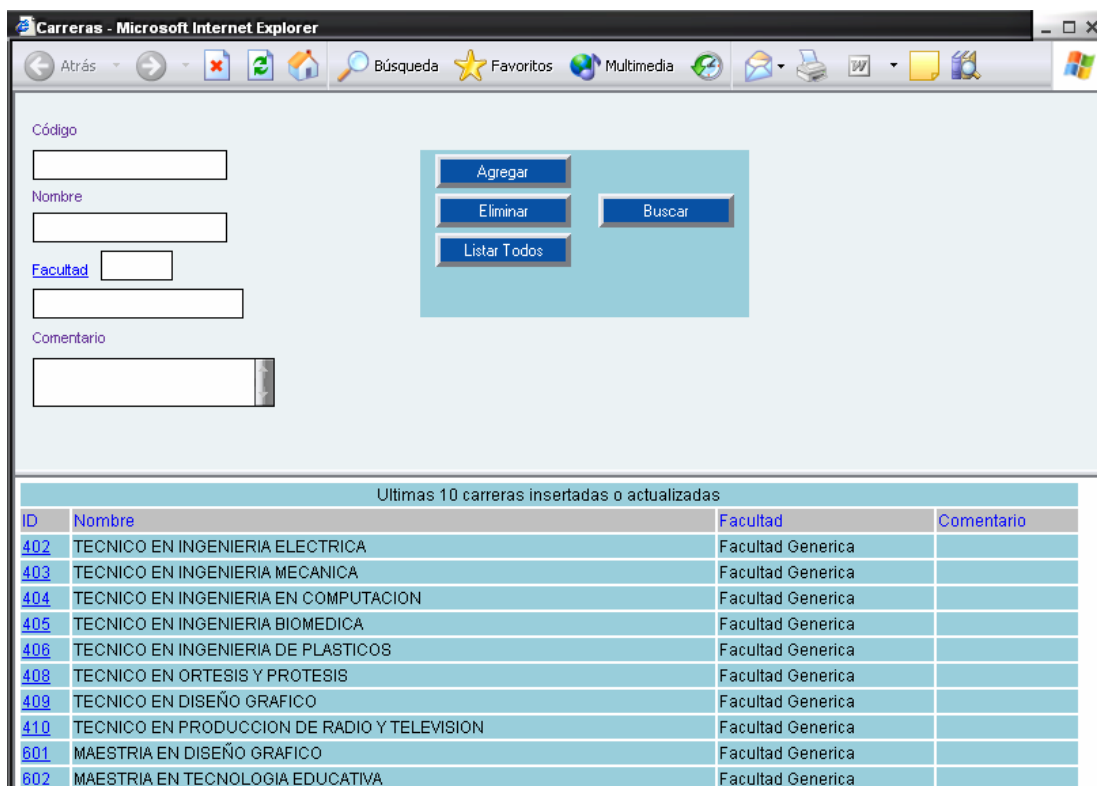 Carreras - Microsoft Internet Explorer
Atrás Búsqueda Favoritos Multimedia
Código
Nombre
Facultad
Comentario
Agregar
Eliminar Buscar
Listar Todos
Ultimas 10 carreras insertadas o actualizadas
ID Nombre Facultad Comentario
402 TECNICO EN INGENIERIA ELECTRICA Facultad Generica
403 TECNICO EN INGENIERIA MECANICA Facultad Generica
404 TECNICO EN INGENIERIA EN COMPUTACION Facultad Generica
405 TECNICO EN INGENIERIA BIOMEDICA Facultad Generica
406 TECNICO EN INGENIERIA DE PLASTICOS Facultad Generica
408 TECNICO EN ORTESIS Y PROTESIS Facultad Generica
409 TECNICO EN DISEÑO GRAFICO Facultad Generica
410 TECNICO EN PRODUCCION DE RADIO Y TELEVISION Facultad Generica
601 MAESTRIA EN DISEÑO GRAFICO Facultad Generica
602 MAESTRIA EN TECNOLOGIA EDUCATIVA Facultad Generica